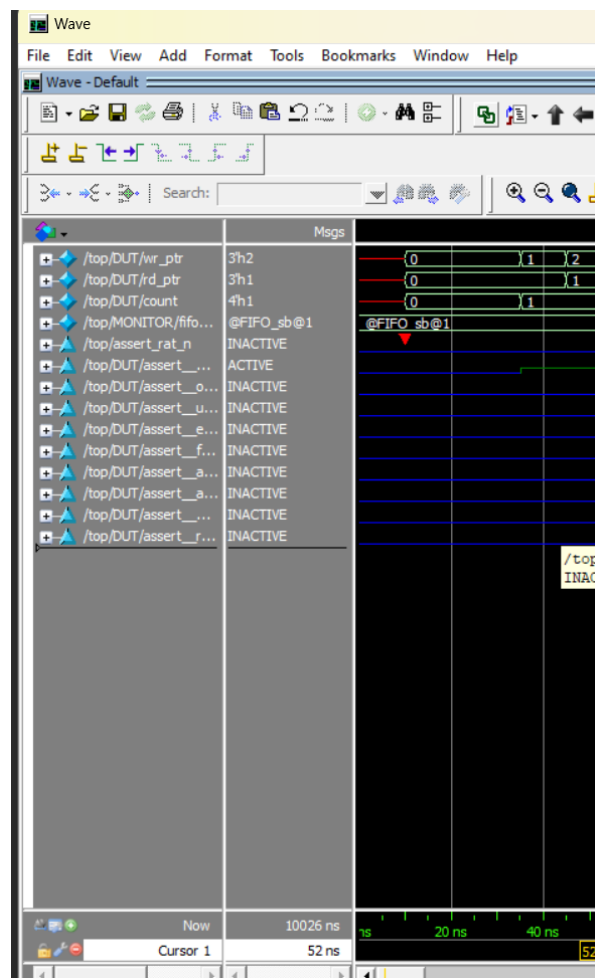 Wave
File Edit View Add Format Tools Bookmarks Window Help
Wave - Default
Search:
Msgs
/top/DUT/wr_ptr 3'h2 0 1 2
/top/DUT/rd_ptr 3'h1 0 1
/top/DUT/count 4'h1 0 1
/top/MONITOR/fifo... @FIFO_sb@1 @FIFO_sb@1
/top/assert_rat_n INACTIVE
/top/DUT/assert__... ACTIVE
/top/DUT/assert__o... INACTIVE
/top/DUT/assert__u... INACTIVE
/top/DUT/assert__e... INACTIVE
/top/DUT/assert__f... INACTIVE
/top/DUT/assert__a... INACTIVE
/top/DUT/assert__a... INACTIVE
/top/DUT/assert__... INACTIVE
/top/DUT/assert__r... INACTIVE
/top
INAC
Now 10026 ns ns 20 ns 40 ns
Cursor 1 52 ns 52